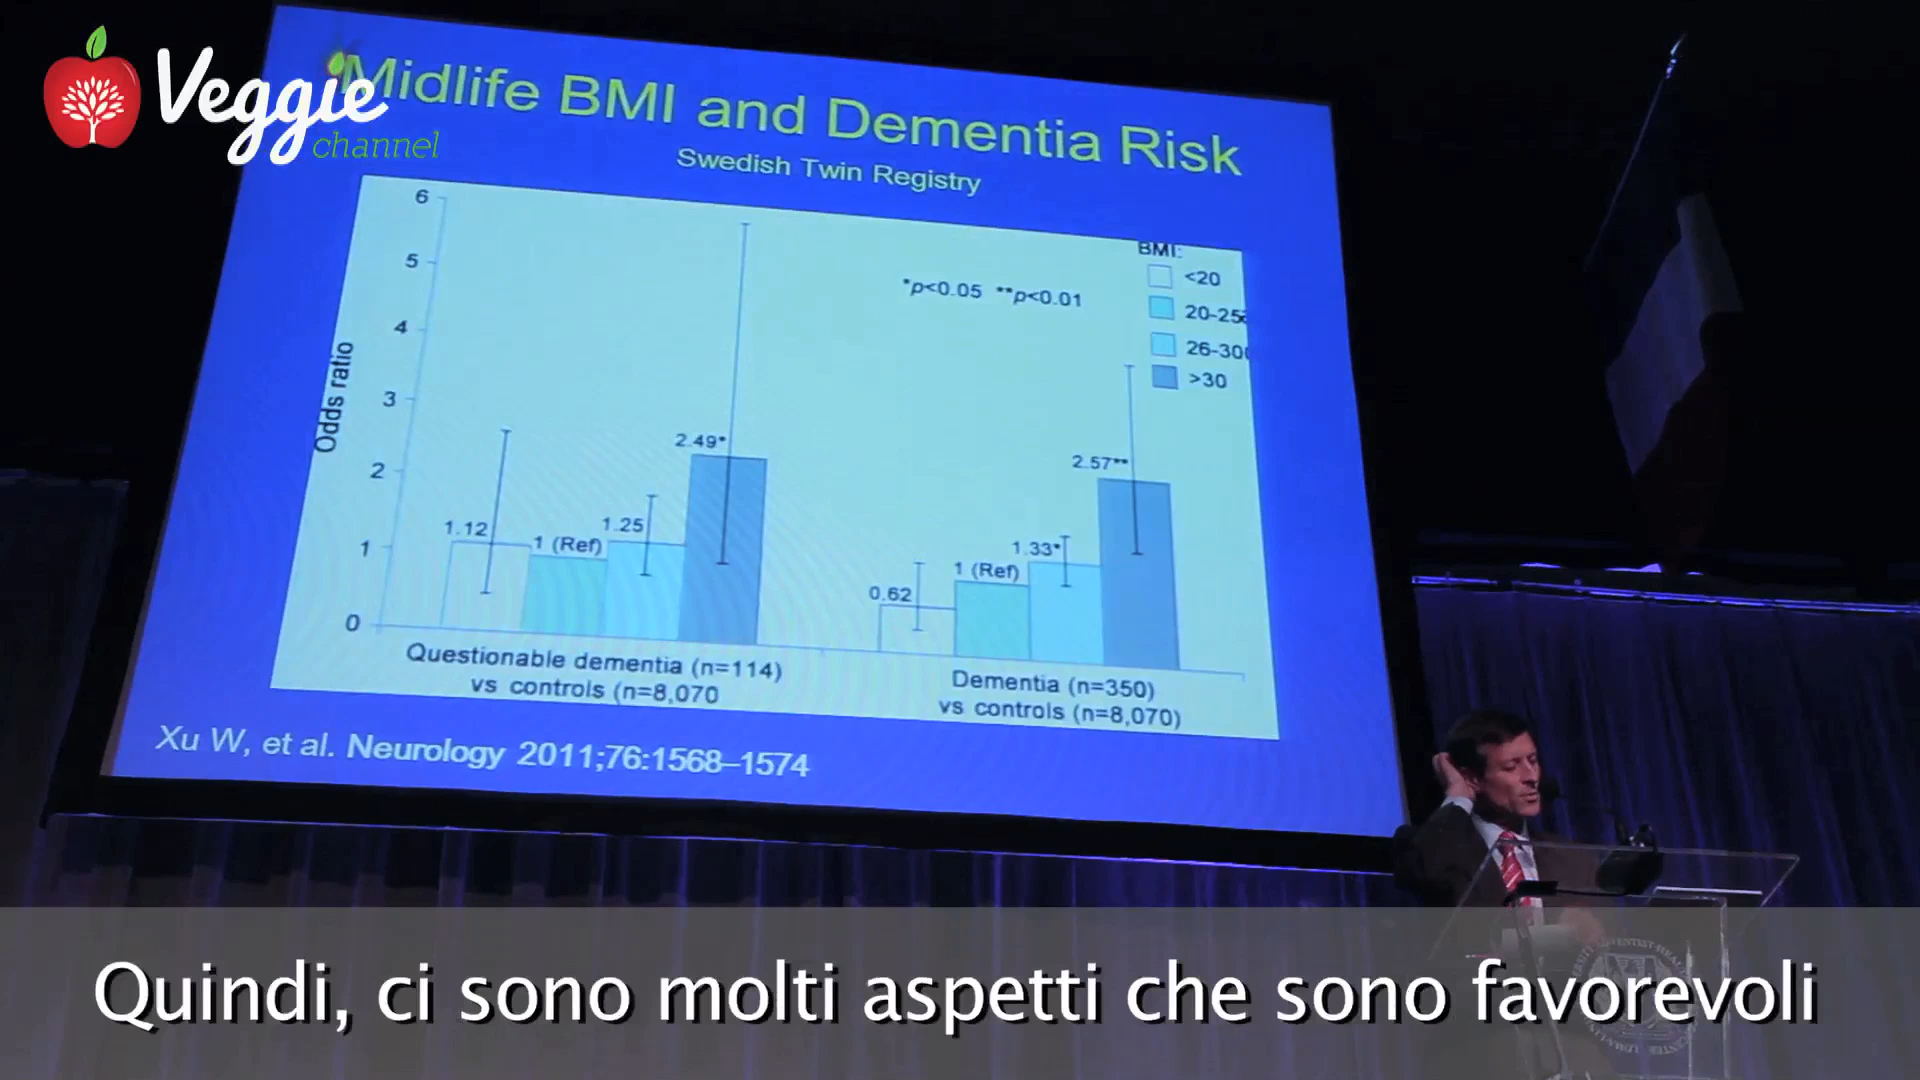 Veggie
channel
Midlife BMI and Dementia Risk
Swedish Twin Registry
Odds ratio
6
5
4
3
2
1
0
BMI:
<20
20-25
26-30
>30
*p<0.05 **p<0.01
1.12
1 (Ref)
1.25
2.49*
0.62
1 (Ref)
1.33*
2.57**
Questionable dementia (n=114)
vs controls (n=8,070
Dementia (n=350)
vs controls (n=8,070)
Xu W, et al. Neurology 2011;76:1568–1574
Quindi, ci sono molti aspetti che sono favorevoli